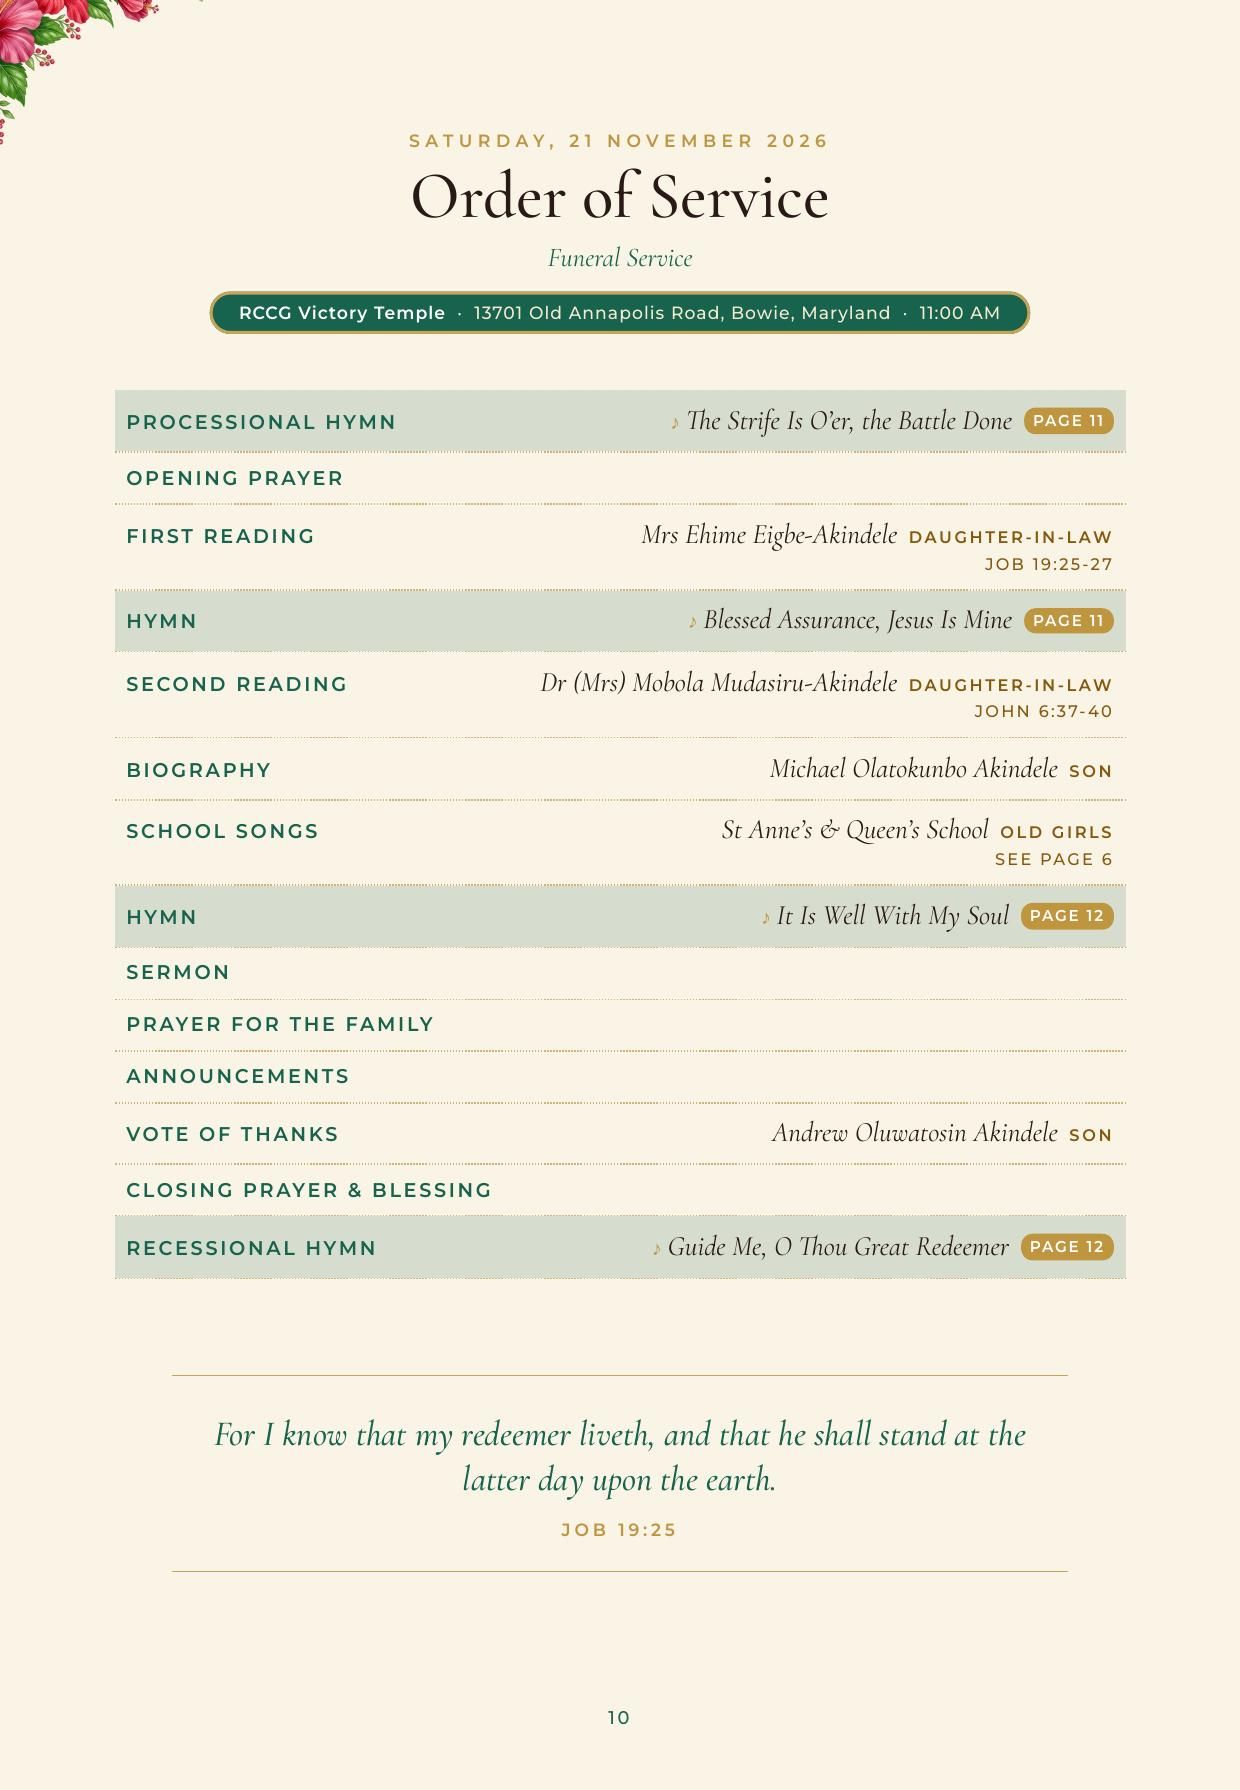 SATURDAY, 21 NOVEMBER 2026
Order of Service
Funeral Service
RCCG Victory Temple · 13701 Old Annapolis Road, Bowie, Maryland · 11:00 AM
PROCESSIONAL HYMN ♪ The Strife Is O’er, the Battle Done PAGE 11
OPENING PRAYER
FIRST READING Mrs Ehime Eigbe-Akindele DAUGHTER-IN-LAW
JOB 19:25-27
HYMN ♪ Blessed Assurance, Jesus Is Mine PAGE 11
SECOND READING Dr (Mrs) Mobola Mudasiru-Akindele DAUGHTER-IN-LAW
JOHN 6:37-40
BIOGRAPHY Michael Olatokunbo Akindele SON
SCHOOL SONGS St Anne’s & Queen’s School OLD GIRLS
SEE PAGE 6
HYMN ♪ It Is Well With My Soul PAGE 12
SERMON
PRAYER FOR THE FAMILY
ANNOUNCEMENTS
VOTE OF THANKS Andrew Oluwatosin Akindele SON
CLOSING PRAYER & BLESSING
RECESSIONAL HYMN ♪ Guide Me, O Thou Great Redeemer PAGE 12
For I know that my redeemer liveth, and that he shall stand at the
latter day upon the earth.
JOB 19:25
10